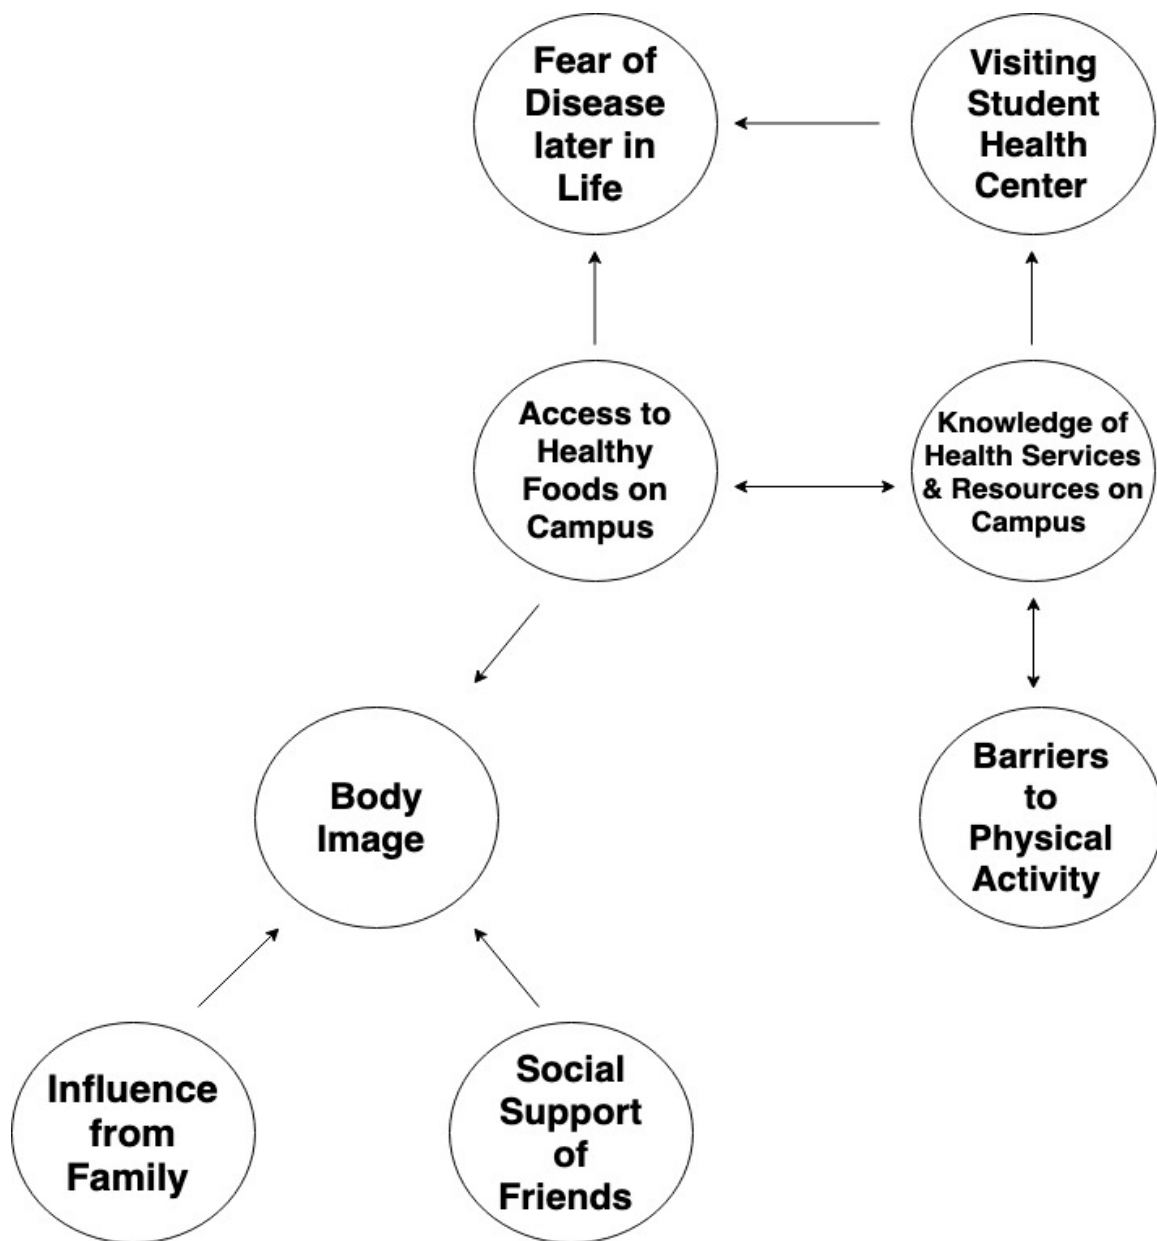 Fear of
Disease
later in
Life
Visiting
Student
Health
Center
Access to
Healthy
Foods on
Campus
Knowledge of
Health Services
& Resources on
Campus
Body
Image
Barriers
to
Physical
Activity
Influence
from
Family
Social
Support
of
Friends